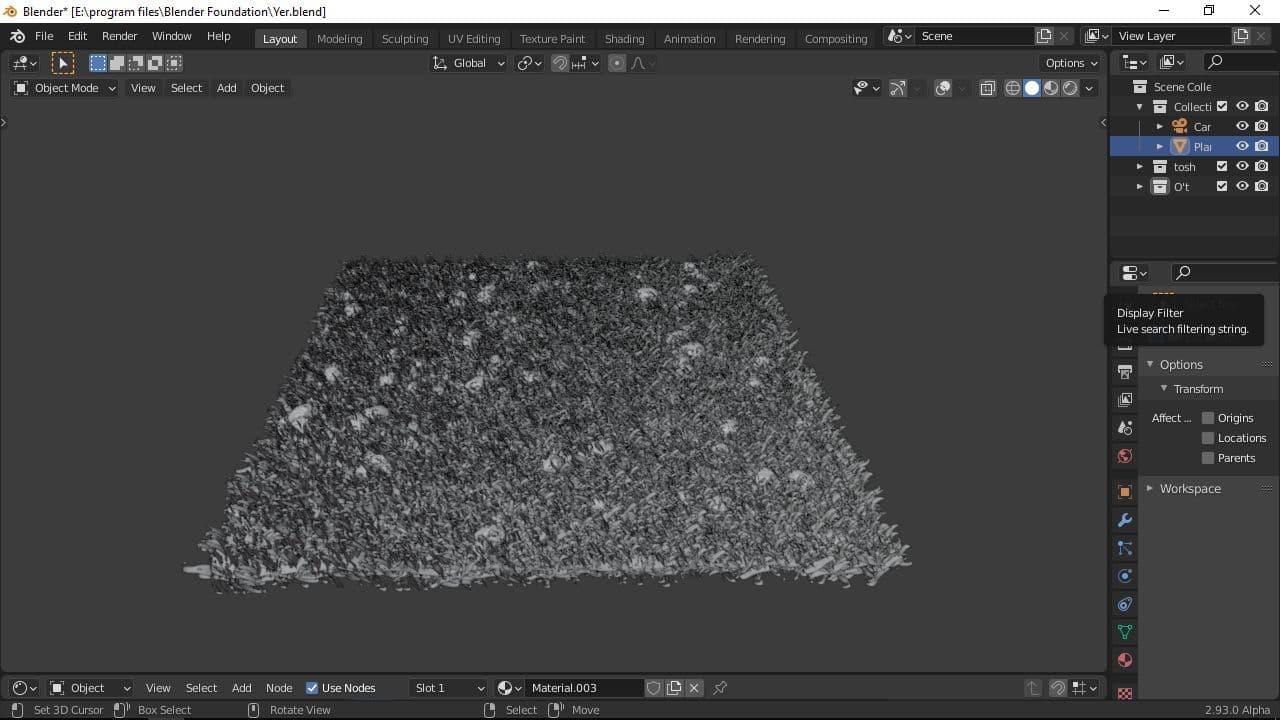 Blender* [E:\program files\Blender Foundation\Yer.blend]
File Edit Render Window Help Layout Modeling Sculpting UV Editing Texture Paint Shading Animation Rendering Compositing Scene View Layer
Global Options
Object Mode View Select Add Object
Scene Colle
Collecti
Car
Plar
tosh
O't
Display Filter
Live search filtering string.
Options
Transform
Affect ... Origins
Locations
Parents
Workspace
Object View Select Add Node Use Nodes Slot 1 Material.003
Set 3D Cursor Box Select Rotate View Select Move 2.93.0 Alpha